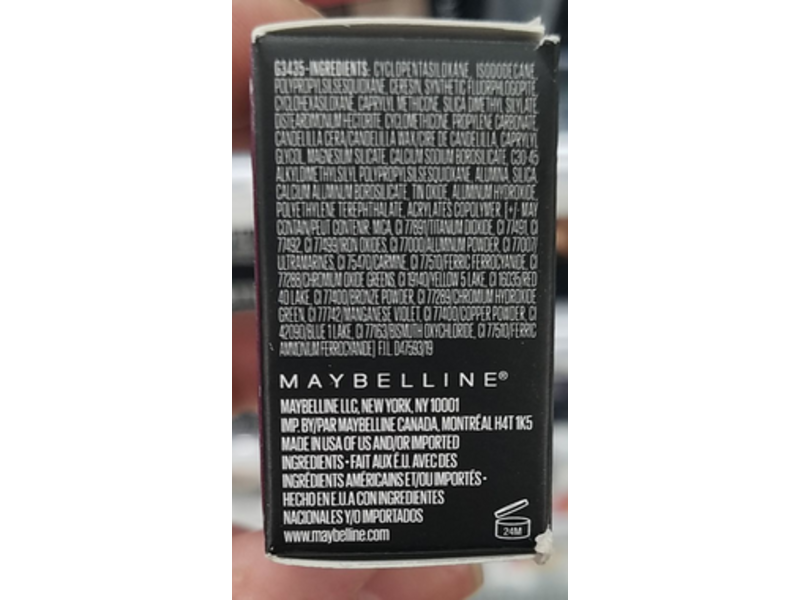 G3435-INGREDIENTS: CYCLOPENTASILOXANE, ISODODECANE,
POLYPROPYLSILSESQUIOXANE, CERESIN, SYNTHETIC FLUORPHLOGOPITE,
CYCLOHEXASILOXANE, CAPRYLYL METHICONE, SILICA DIMETHYL SILYLATE,
DISTEARDIMONIUM HECTORITE, CYCLOMETHICONE, PROPYLENE CARBONATE,
CANDELILLA CERA/CANDELILLA WAX/CIRE DE CANDELILLA, CAPRYLYL
GLYCOL, MAGNESIUM SILICATE, CALCIUM SODIUM BOROSILICATE, C30-45
ALKYLDIMETHYLSILYL POLYPROPYLSILSESQUIOXANE, ALUMINA, SILICA,
CALCIUM ALUMINUM BOROSILICATE, TIN OXIDE, ALUMINUM HYDROXIDE,
POLYETHYLENE TEREPHTHALATE, ACRYLATES COPOLYMER [+/- MAY
CONTAIN/PEUT CONTENIR: MICA, CI 77891/TITANIUM DIOXIDE, CI 77491, CI
77492, CI 77499/IRON OXIDES, CI 77000/ALUMINUM POWDER, CI 77007/
ULTRAMARINES, CI 75470/CARMINE, CI 77510/FERRIC FERROCYANIDE, CI
77288/CHROMIUM OXIDE GREENS, CI 19140/YELLOW 5 LAKE, CI 16035/RED
40 LAKE, CI 77400/BRONZE POWDER, CI 77289/CHROMIUM HYDROXIDE
GREEN, CI 77742/MANGANESE VIOLET, CI 77400/COPPER POWDER, CI
42090/BLUE 1 LAKE, CI 77163/BISMUTH OXYCHLORIDE, CI 77510/FERRIC
AMMONIUM FERROCYANIDE] F.I.L. D47593/19
MAYBELLINE®
MAYBELLINE LLC, NEW YORK, NY 10001
IMP. BY/PAR MAYBELLINE CANADA, MONTRÉAL H4T 1K5
MADE IN USA OF US AND/OR IMPORTED
INGREDIENTS • FAIT AUX É.U. AVEC DES
INGRÉDIENTS AMÉRICAINS ET/OU IMPORTÉS •
HECHO EN E.U.A CON INGREDIENTES
NACIONALES Y/O IMPORTADOS
www.maybelline.com
24M